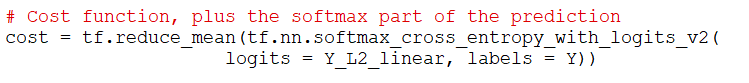 # Cost function, plus the softmax part of the prediction
cost = tf.reduce_mean(tf.nn.softmax_cross_entropy_with_logits_v2(
logits = Y_L2_linear, labels = Y))